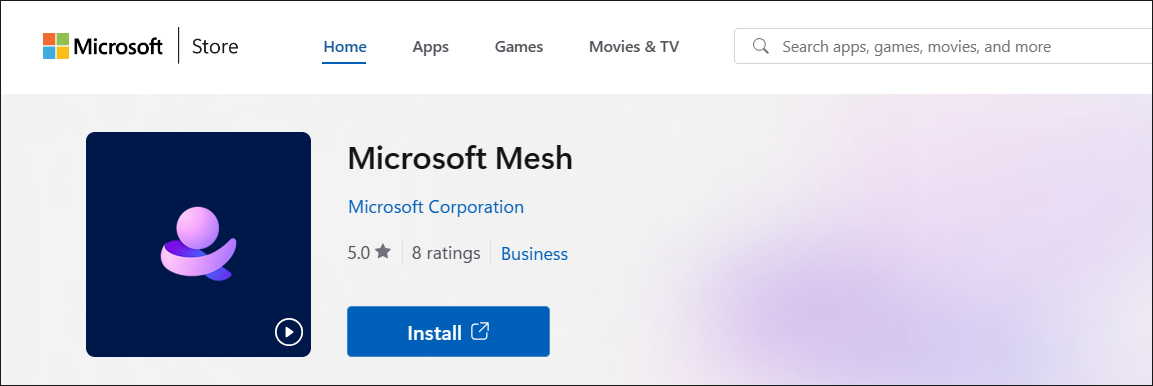 Microsoft Store Home Apps Games Movies & TV Search apps, games, movies, and more
Microsoft Mesh
Microsoft Corporation
5.0 8 ratings Business
Install